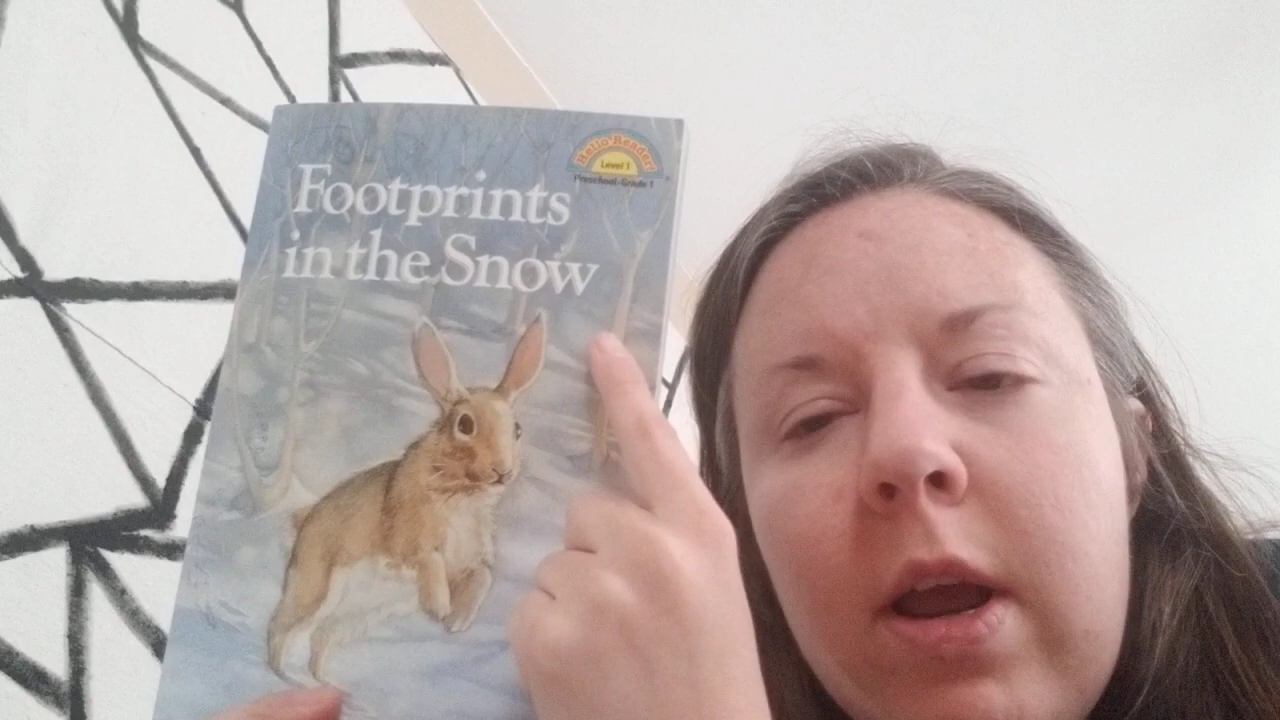 Hello Reader!
Level 1
Preschool-Grade 1
Footprints
in the Snow